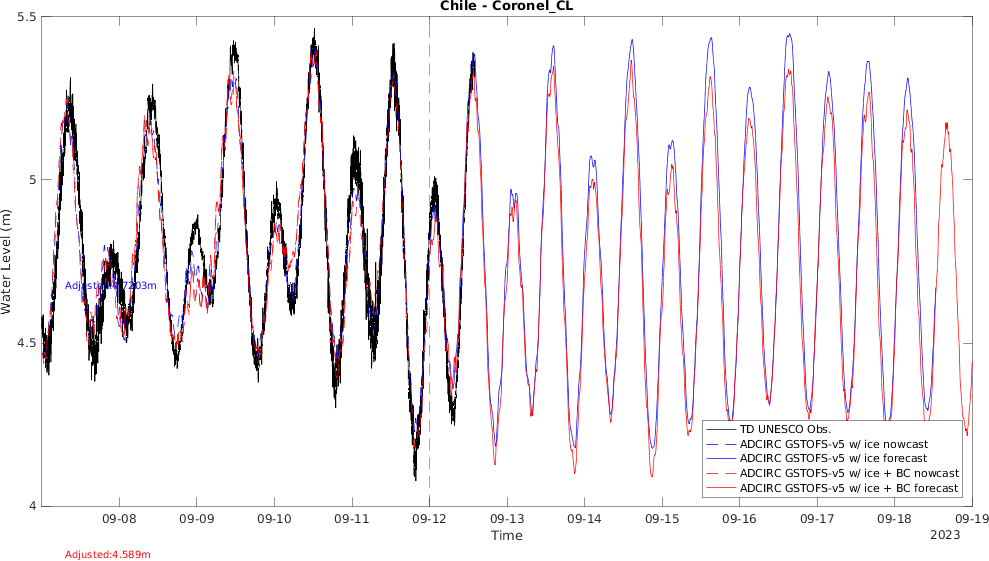 Chile - Coronel_CL
5.5
5
4.5
4
Water Level (m)
Adjusted:4.7203m
TD UNESCO Obs.
ADCIRC GSTOFS-v5 w/ ice nowcast
ADCIRC GSTOFS-v5 w/ ice forecast
ADCIRC GSTOFS-v5 w/ ice + BC nowcast
ADCIRC GSTOFS-v5 w/ ice + BC forecast
09-08 09-09 09-10 09-11 09-12 09-13 09-14 09-15 09-16 09-17 09-18 09-19
Time
2023
Adjusted:4.589m